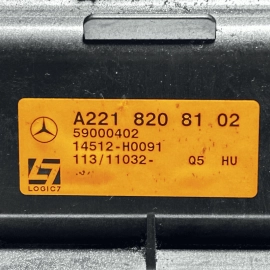 A221 820 81 02
59000402
14512-H0091
113/11032- Q5 HU
LOGIC7